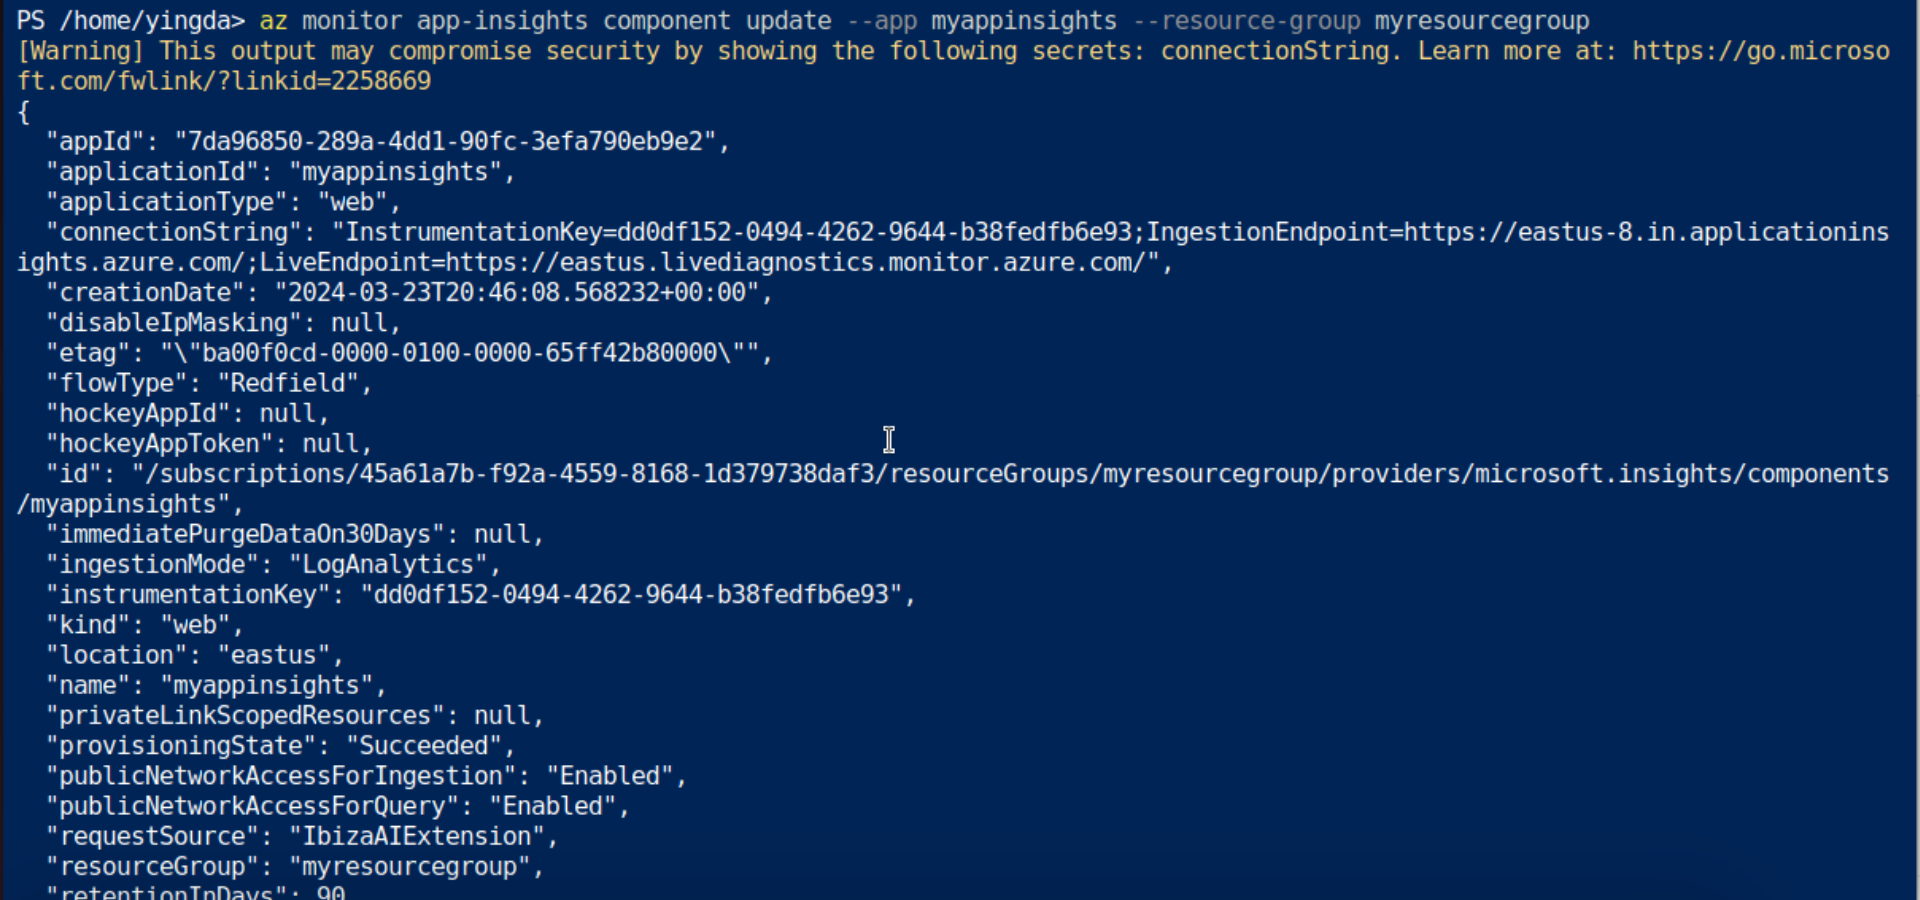 PS /home/yingda> az monitor app-insights component update --app myappinsights --resource-group myresourcegroup
[Warning] This output may compromise security by showing the following secrets: connectionString. Learn more at: https://go.microso
ft.com/fwlink/?linkid=2258669
{
  "appId": "7da96850-289a-4dd1-90fc-3efa790eb9e2",
  "applicationId": "myappinsights",
  "applicationType": "web",
  "connectionString": "InstrumentationKey=dd0df152-0494-4262-9644-b38fedfb6e93;IngestionEndpoint=https://eastus-8.in.applicationins
ights.azure.com/;LiveEndpoint=https://eastus.livediagnostics.monitor.azure.com/",
  "creationDate": "2024-03-23T20:46:08.568232+00:00",
  "disableIpMasking": null,
  "etag": "\"ba00f0cd-0000-0100-0000-65ff42b80000\"",
  "flowType": "Redfield",
  "hockeyAppId": null,
  "hockeyAppToken": null,
  "id": "/subscriptions/45a61a7b-f92a-4559-8168-1d379738daf3/resourceGroups/myresourcegroup/providers/microsoft.insights/components
/myappinsights",
  "immediatePurgeDataOn30Days": null,
  "ingestionMode": "LogAnalytics",
  "instrumentationKey": "dd0df152-0494-4262-9644-b38fedfb6e93",
  "kind": "web",
  "location": "eastus",
  "name": "myappinsights",
  "privateLinkScopedResources": null,
  "provisioningState": "Succeeded",
  "publicNetworkAccessForIngestion": "Enabled",
  "publicNetworkAccessForQuery": "Enabled",
  "requestSource": "IbizaAIExtension",
  "resourceGroup": "myresourcegroup",
  "retentionInDays": 90